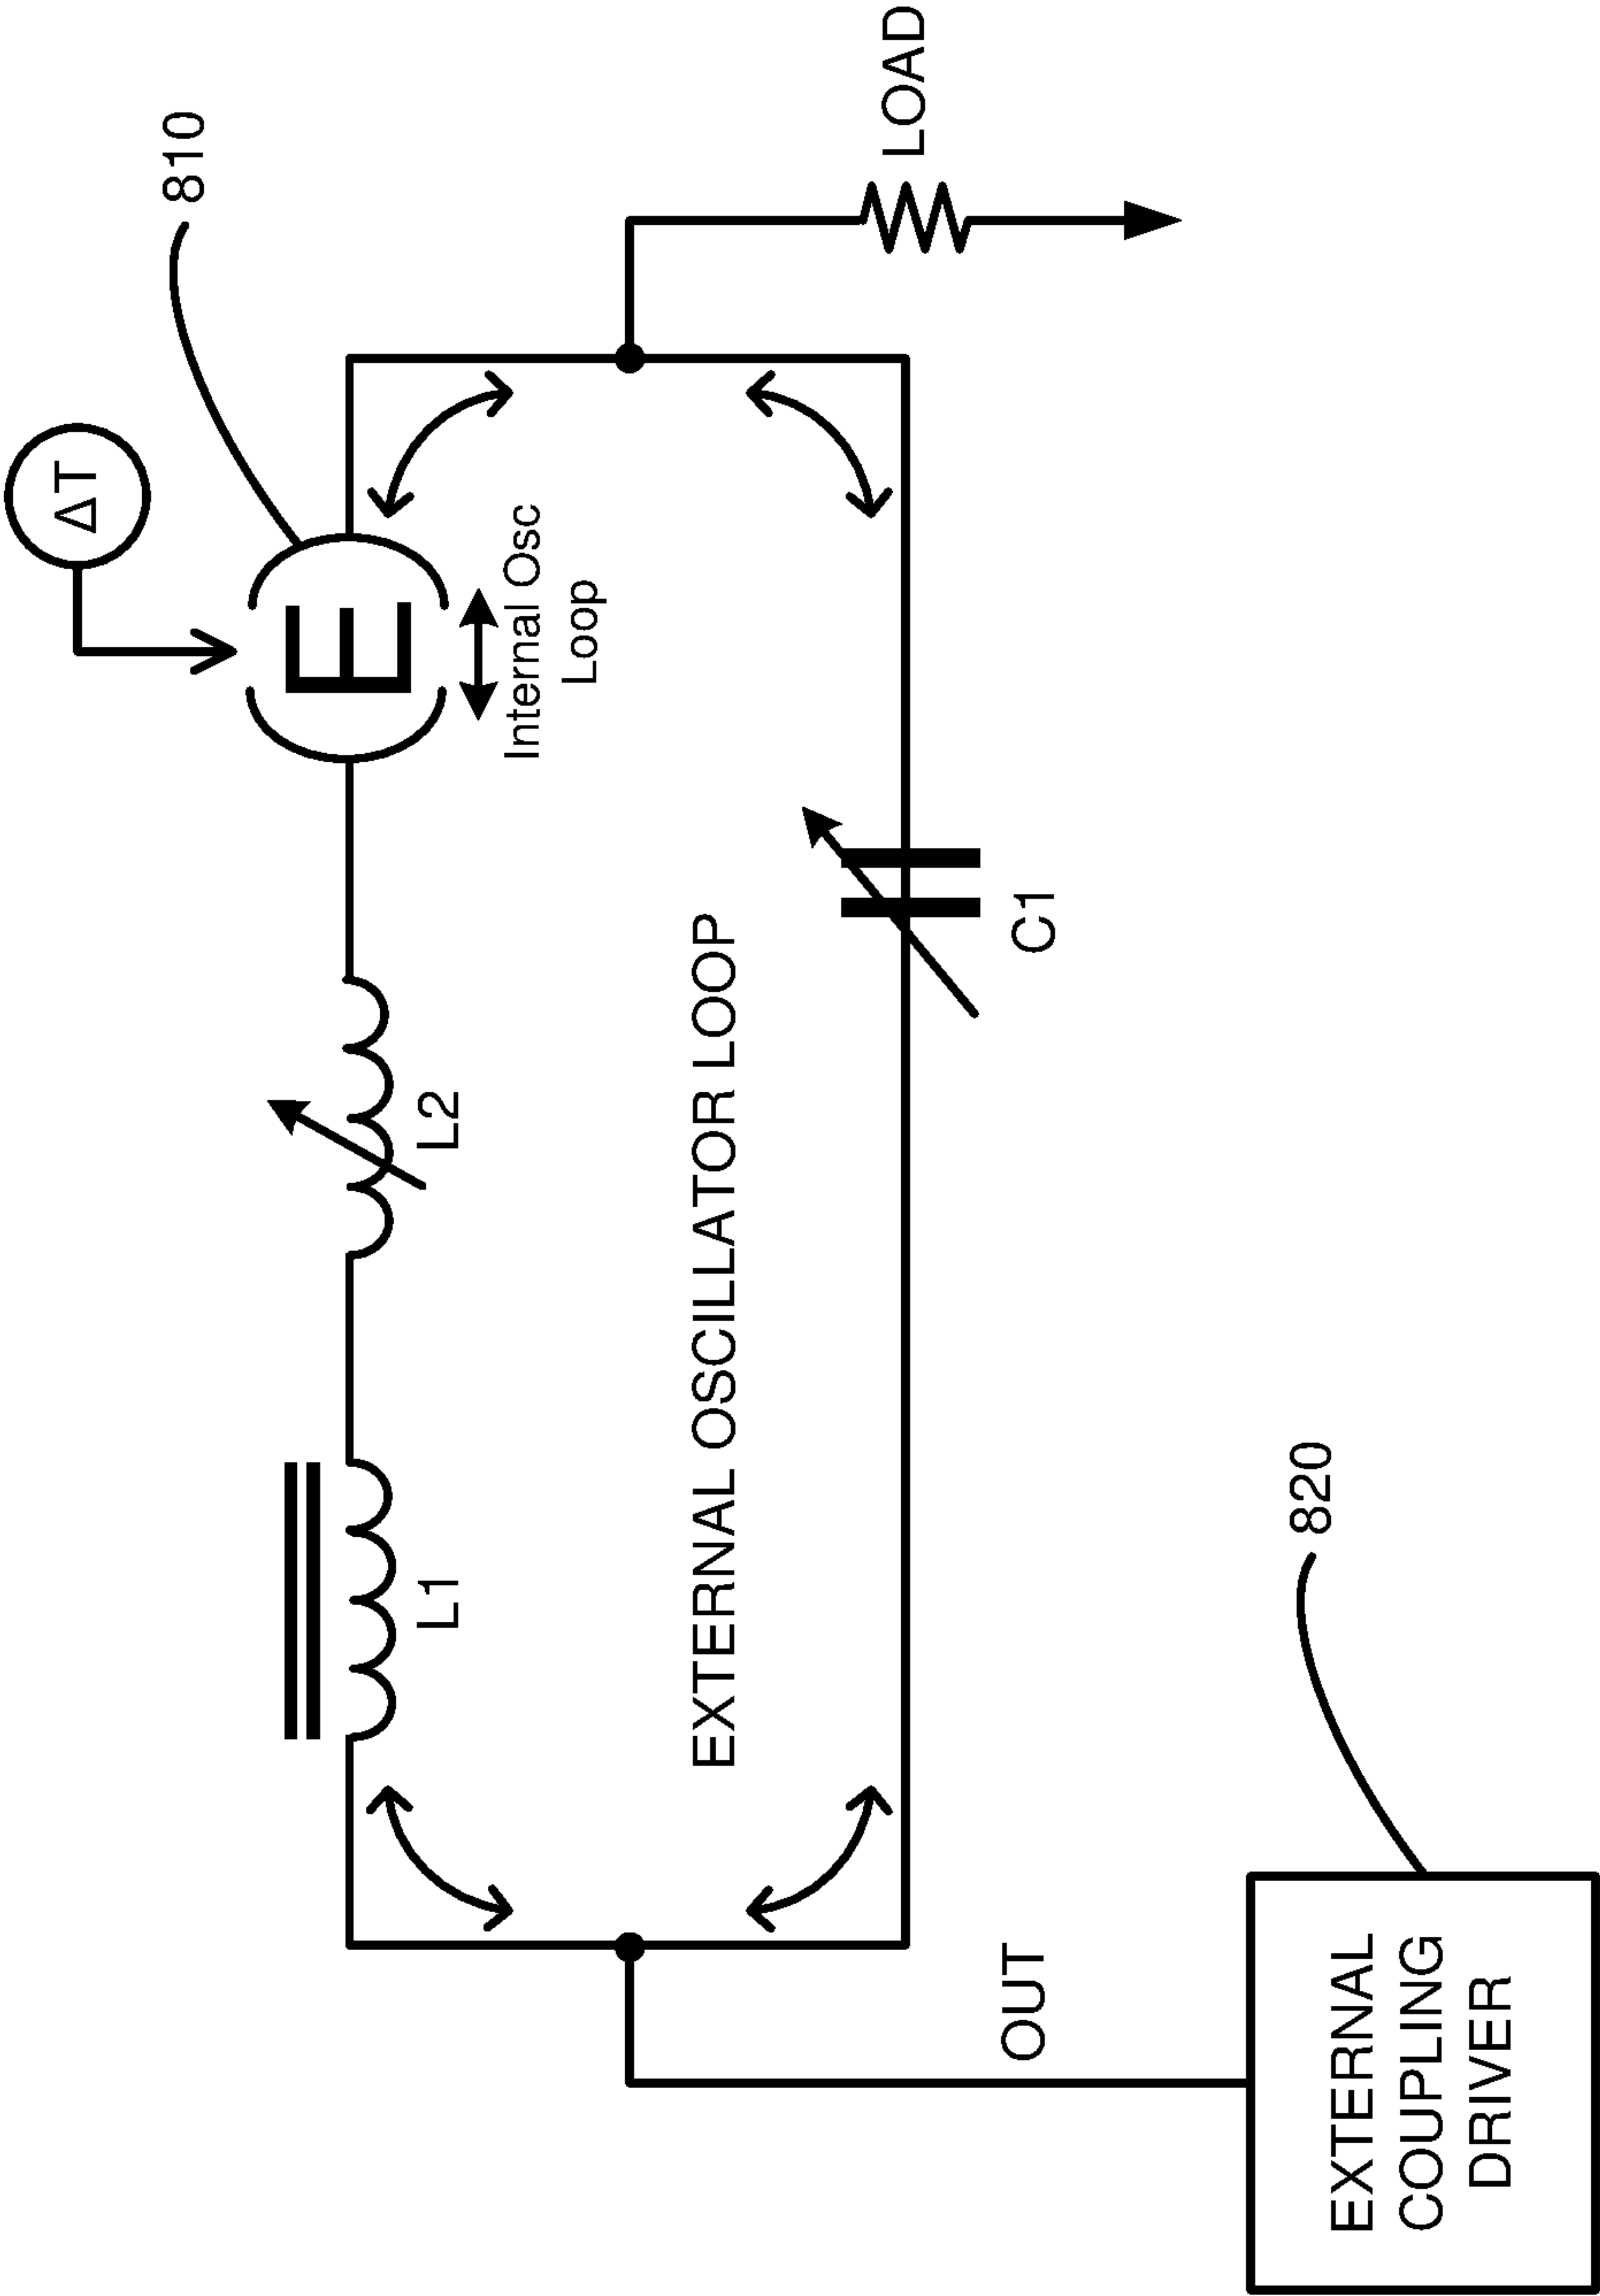 810
ΔT
E
Internal Osc
Loop
LOAD
L2
L1
EXTERNAL OSCILLATOR LOOP
C1
OUT
820
EXTERNAL
COUPLING
DRIVER